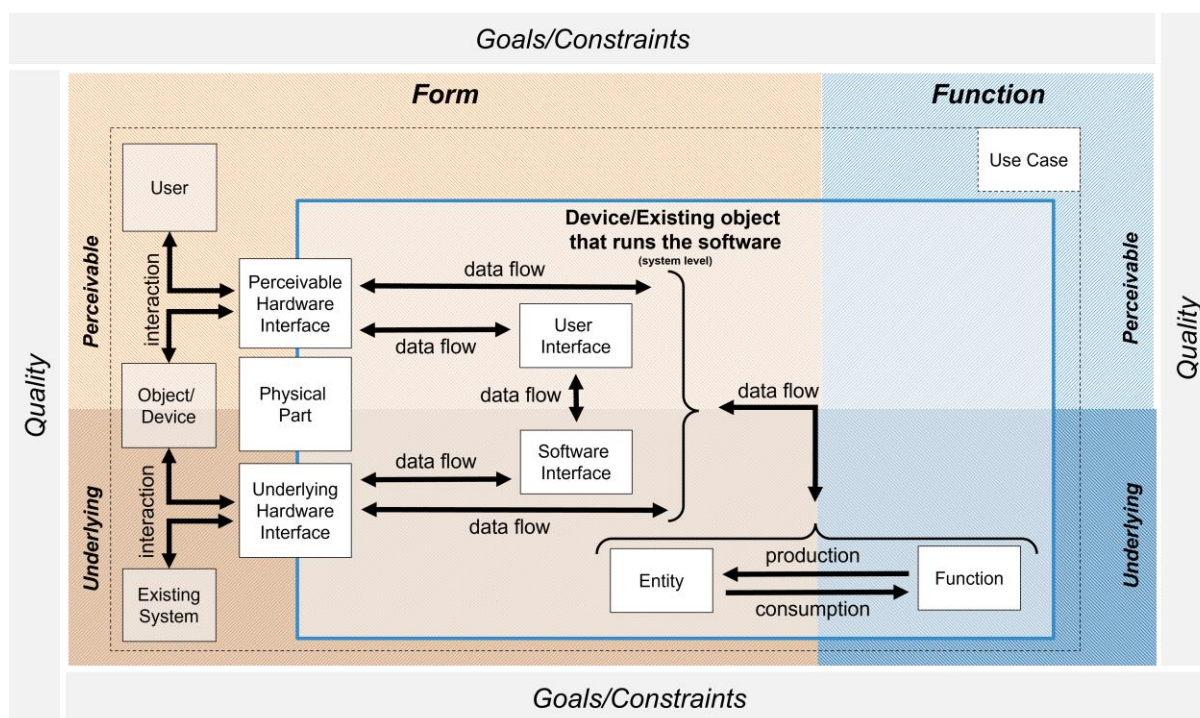 Goals/Constraints
Quality
Form
Function
Use Case
User
Perceivable
interaction
Perceivable
Hardware
Interface
Device/Existing object
that runs the software
(system level)
data flow
data flow
User
Interface
Perceivable
Quality
Object/
Device
Physical
Part
data flow
data flow
Underlying
interaction
Underlying
Hardware
Interface
data flow
Software
Interface
data flow
Existing
System
Entity
production
consumption
Function
Underlying
Goals/Constraints